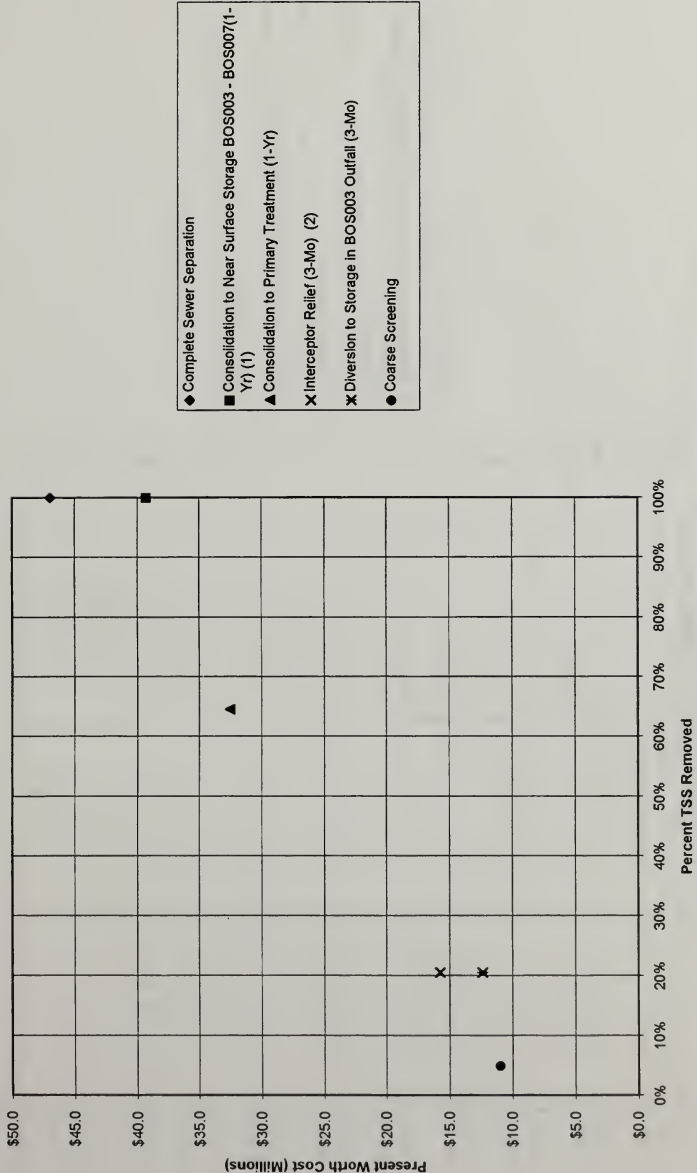 $50.0
$45.0
$40.0
$35.0
$30.0
$25.0
$20.0
$15.0
$10.0
$5.0
$0.0
Present Worth Cost (Millions)
0%
10%
20%
30%
40%
50%
60%
70%
80%
90%
100%
Percent TSS Removed
Complete Sewer Separation
Consolidation to Near Surface Storage BOS003 - BOS007(1-
Yr) (1)
Consolidation to Primary Treatment (1-Yr)
Interceptor Relief (3-Mo) (2)
Diversion to Storage in BOS003 Outfall (3-Mo)
Coarse Screening